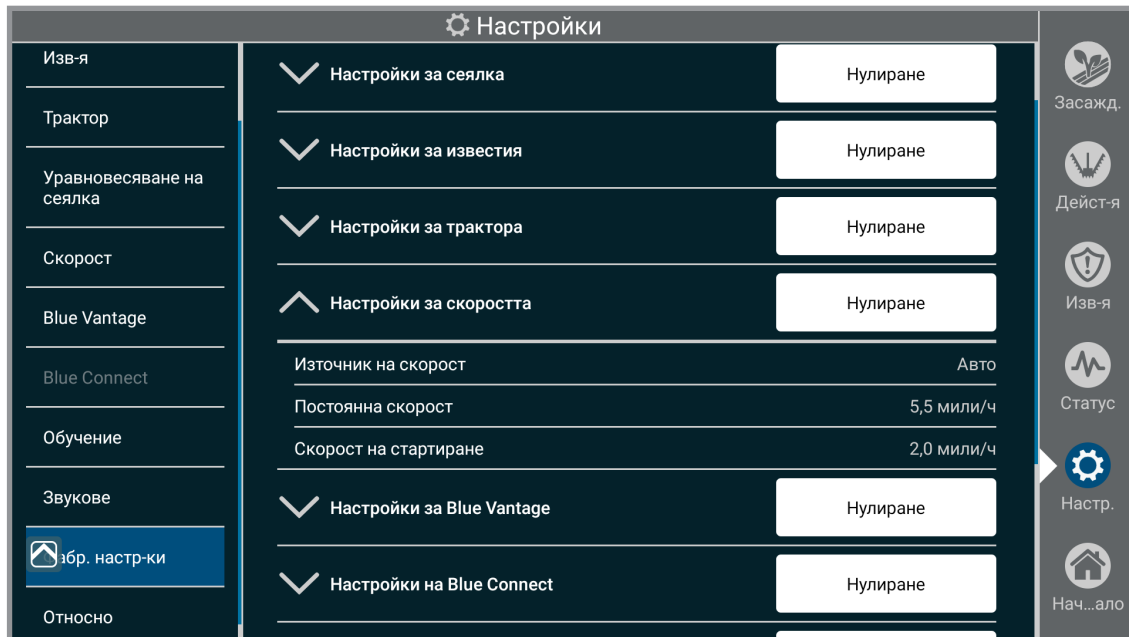 Настройки
Изв-я
Трактор
Уравновесяване на
сеялка
Скорост
Blue Vantage
Blue Connect
Обучение
Звукове
абр. настр-ки
Относно
Настройки за сеялка
Нулиране
Настройки за известия
Нулиране
Настройки за трактора
Нулиране
Настройки за скоростта
Нулиране
Източник на скорост
Авто
Постоянна скорост
5,5 мили/ч
Скорост на стартиране
2,0 мили/ч
Настройки за Blue Vantage
Нулиране
Настройки на Blue Connect
Нулиране
Засажд.
Дейст-я
Изв-я
Статус
Настр.
Нач...ало